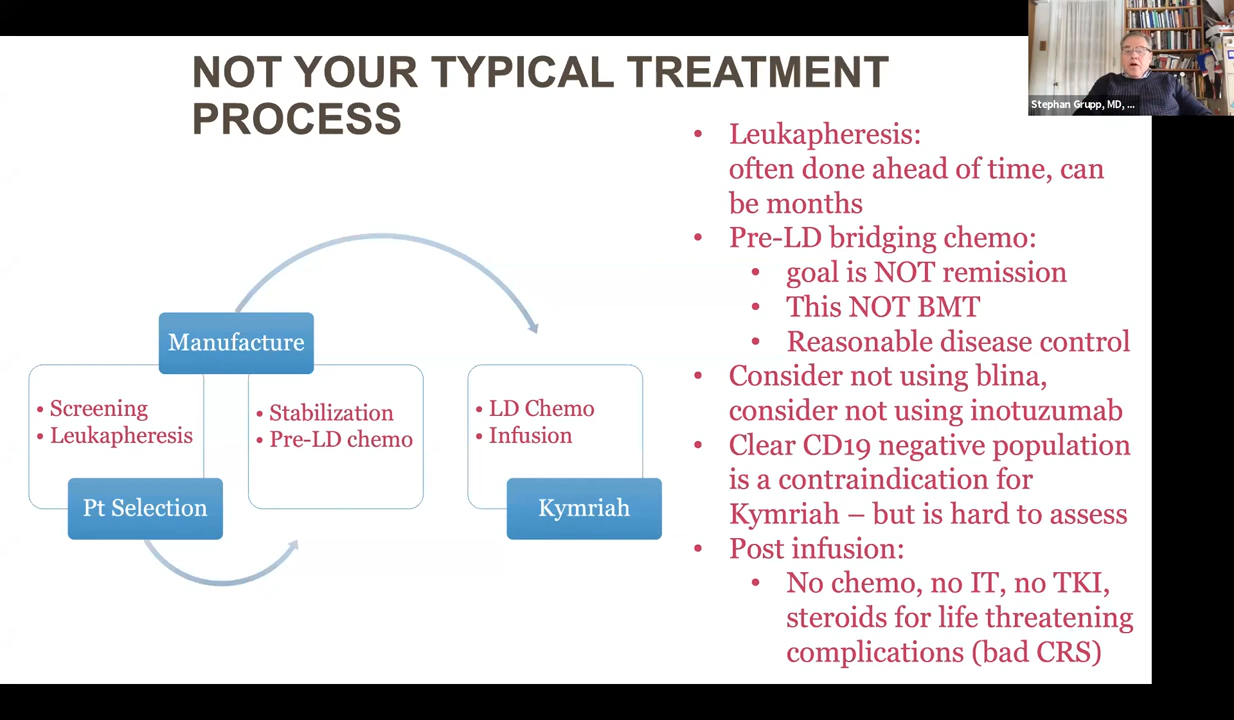 NOT YOUR TYPICAL TREATMENT
PROCESS
Stephan Grupp, MD, ...
Manufacture
• Screening
• Leukapheresis
Pt Selection
• Stabilization
• Pre-LD chemo
• LD Chemo
• Infusion
Kymriah
• Leukapheresis:
often done ahead of time, can
be months
• Pre-LD bridging chemo:
• goal is NOT remission
• This NOT BMT
• Reasonable disease control
• Consider not using blina,
consider not using inotuzumab
• Clear CD19 negative population
is a contraindication for
Kymriah – but is hard to assess
• Post infusion:
• No chemo, no IT, no TKI,
steroids for life threatening
complications (bad CRS)